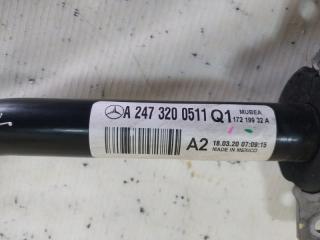 A 247 320 0511 Q1
MUBEA
172 199 32 A
A2
18.03.20 07:09:15
MADE IN MEXICO